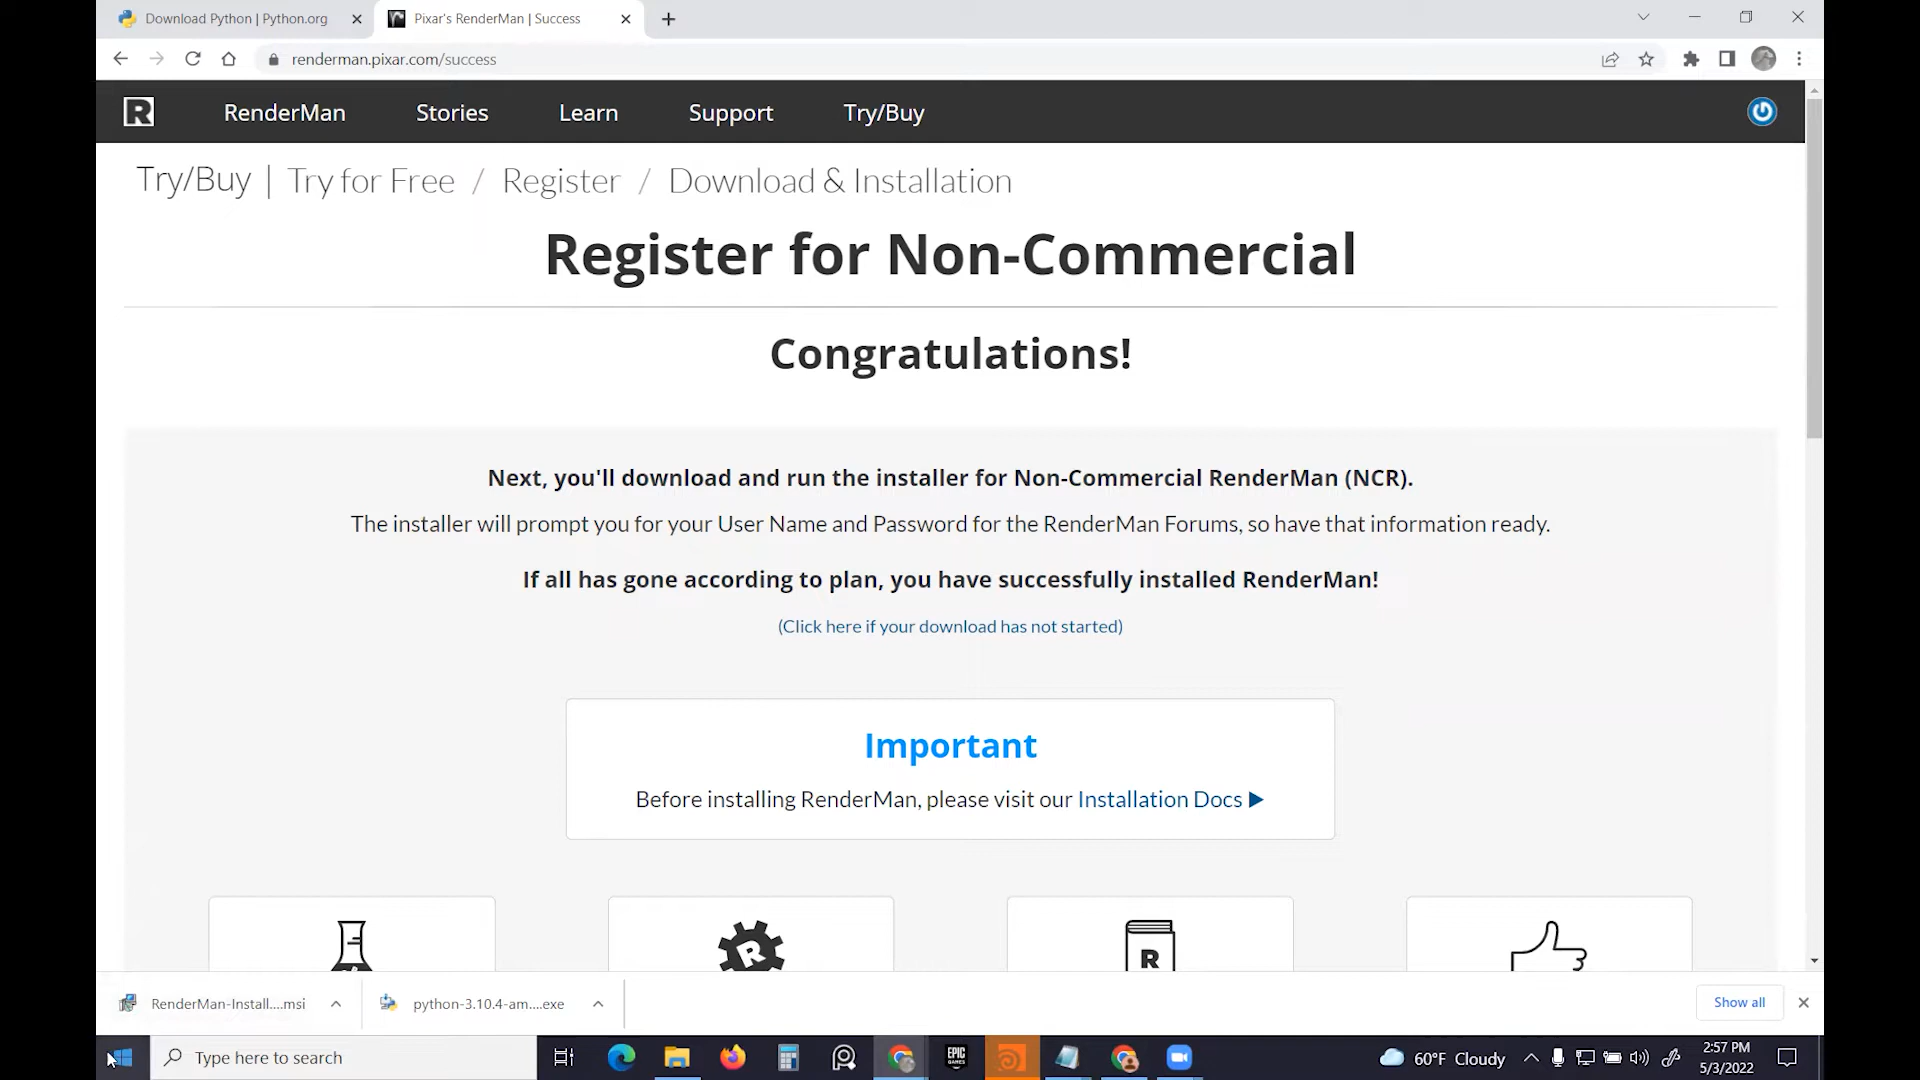 Download Python | Python.org
Pixar's RenderMan | Success
renderman.pixar.com/success
R RenderMan Stories Learn Support Try/Buy
Try/Buy | Try for Free / Register / Download & Installation
Register for Non-Commercial
Congratulations!
Next, you'll download and run the installer for Non-Commercial RenderMan (NCR).
The installer will prompt you for your User Name and Password for the RenderMan Forums, so have that information ready.
If all has gone according to plan, you have successfully installed RenderMan!
(Click here if your download has not started)
Important
Before installing RenderMan, please visit our Installation Docs ▶
R
R
RenderMan-Install....msi
python-3.10.4-am....exe
Show all
Type here to search
EPIC GAMES
60°F Cloudy
2:57 PM
5/3/2022